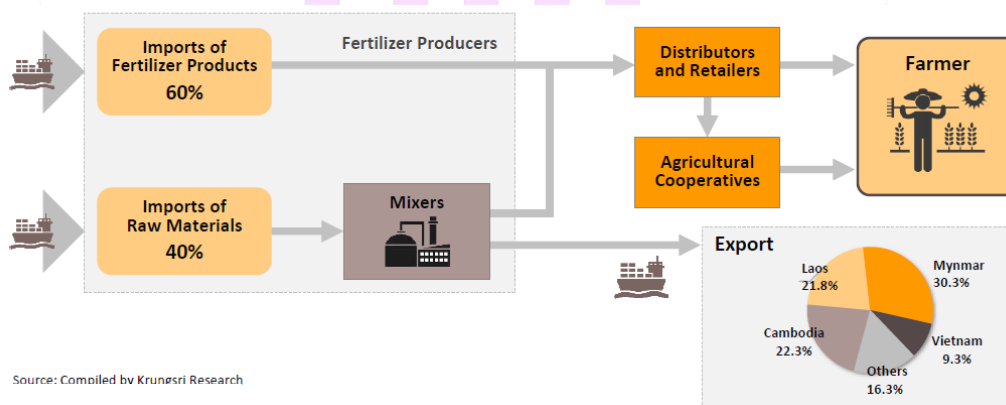 Imports of
Fertilizer Products
60%
Fertilizer Producers
Distributors
and Retailers
Farmer
Agricultural
Cooperatives
Imports of
Raw Materials
40%
Mixers
Export
Laos
21.8%
Mynmar
30.3%
Cambodia
22.3%
Vietnam
9.3%
Others
16.3%
Source: Compiled by Krungsri Research